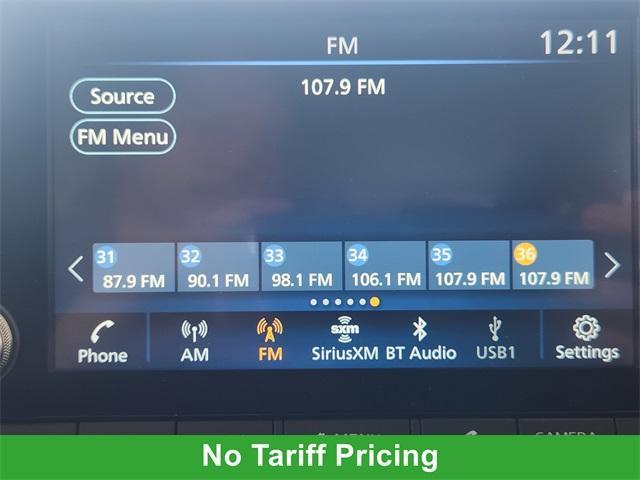 FM
12:11
Source
107.9 FM
FM Menu
31 32 33 34 35 36
87.9 FM 90.1 FM 98.1 FM 106.1 FM 107.9 FM 107.9 FM
sxm
Phone AM FM SiriusXM BT Audio USB1 Settings
CAMERA
No Tariff Pricing